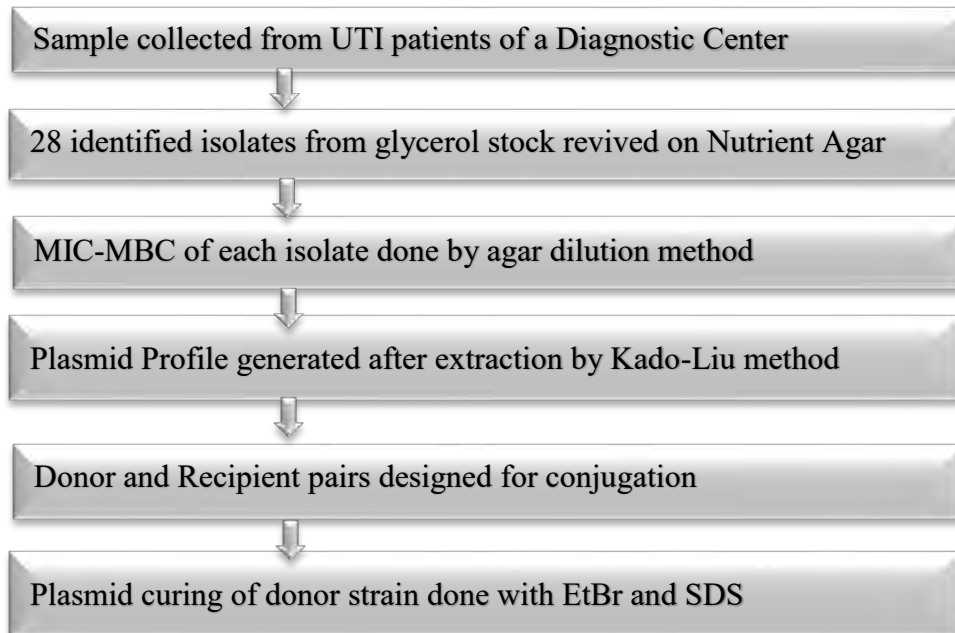 Sample collected from UTI patients of a Diagnostic Center
28 identified isolates from glycerol stock revived on Nutrient Agar
MIC-MBC of each isolate done by agar dilution method
Plasmid Profile generated after extraction by Kado-Liu method
Donor and Recipient pairs designed for conjugation
Plasmid curing of donor strain done with EtBr and SDS